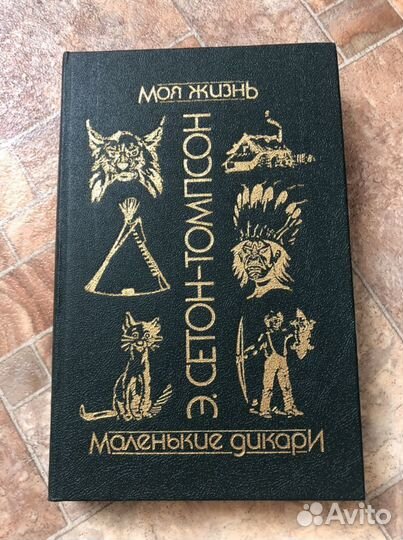 Моя жизнь
Э. СЕТОН-ТОМПСОН
Маленькие дикари
Avito